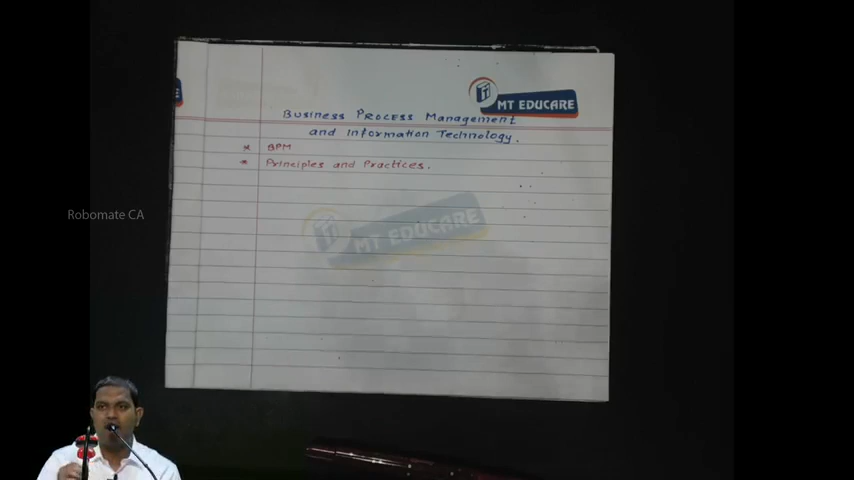 MT EDUCARE
Business Process Management
and Information Technology.
* BPM
* Principles and Practices.
Robomate CA
MT EDUCARE